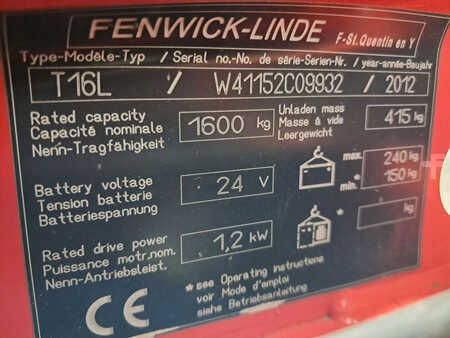 FENWICK-LINDE F-St.Quentin en Y
Type-Modèle-Typ / Serial no.-No. de série-Serien-Nr. / year-année-Baujahr
T16L / W41152C09932 / 2012
Rated capacity
Capacité nominale
Nenn-Tragfähigkeit
1600 kg
Unladen mass
Masse à vide
Leergewicht
415 kg
Battery voltage
Tension batterie
Batteriespannung
24 V
max. 240 kg
min.* 150 kg
Rated drive power
Puissance motr.nom.
Nenn-Antriebsleist.
1,2 kW
kg
CE
* see Operating instructions
voir Mode d'emploi
siehe Betriebsanleitung